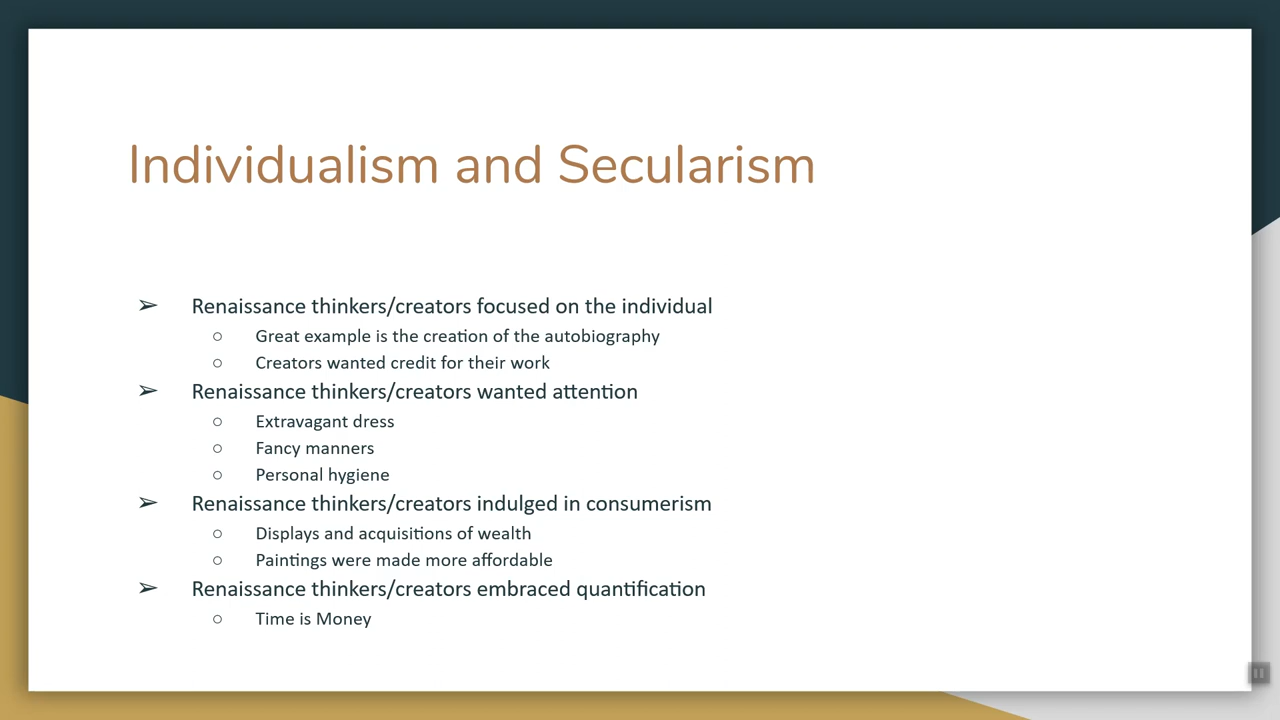 Individualism and Secularism
➢ Renaissance thinkers/creators focused on the individual
○ Great example is the creation of the autobiography
○ Creators wanted credit for their work
➢ Renaissance thinkers/creators wanted attention
○ Extravagant dress
○ Fancy manners
○ Personal hygiene
➢ Renaissance thinkers/creators indulged in consumerism
○ Displays and acquisitions of wealth
○ Paintings were made more affordable
➢ Renaissance thinkers/creators embraced quantification
○ Time is Money